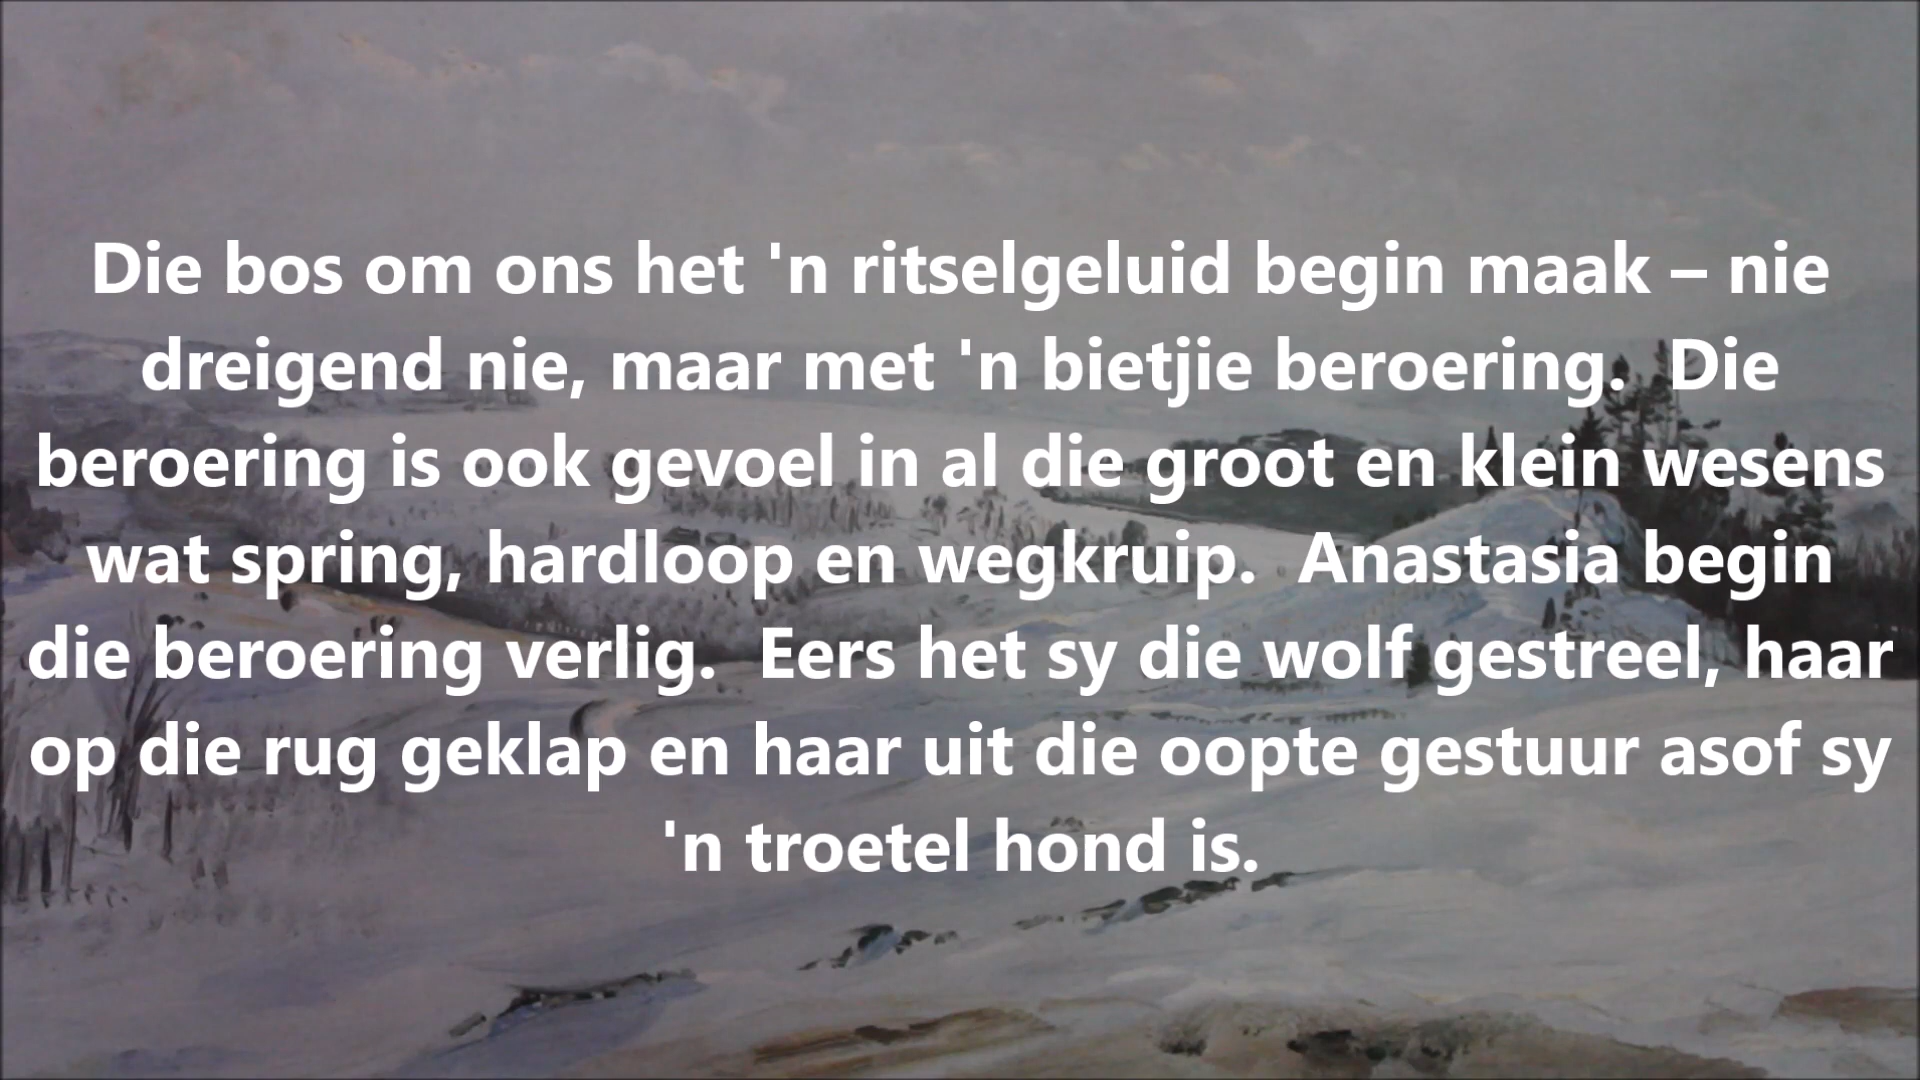 Die bos om ons het 'n ritselgeluid begin maak – nie
dreigend nie, maar met 'n bietjie beroering.  Die
beroering is ook gevoel in al die groot en klein wesens
wat spring, hardloop en wegkruip.  Anastasia begin
die beroering verlig.  Eers het sy die wolf gestreel, haar
op die rug geklap en haar uit die oopte gestuur asof sy
'n troetel hond is.